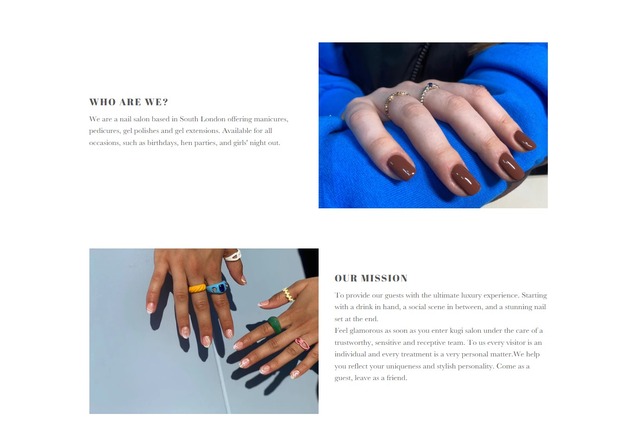 WHO ARE WE?
We are a nail salon based in South London offering manicures,
pedicures, gel polishes and gel extensions. Available for all
occasions, such as birthdays, hen parties, and girls' night out.
OUR MISSION
To provide our guests with the ultimate luxury experience. Starting
with a drink in hand, a social scene in between, and a stunning nail
set at the end.
Feel glamorous as soon as you enter kugi salon under the care of a
trustworthy, sensitive and receptive team. To us every visitor is an
individual and every treatment is a very personal matter.We help
you reflect your uniqueness and stylish personality. Come as a
guest, leave as a friend.